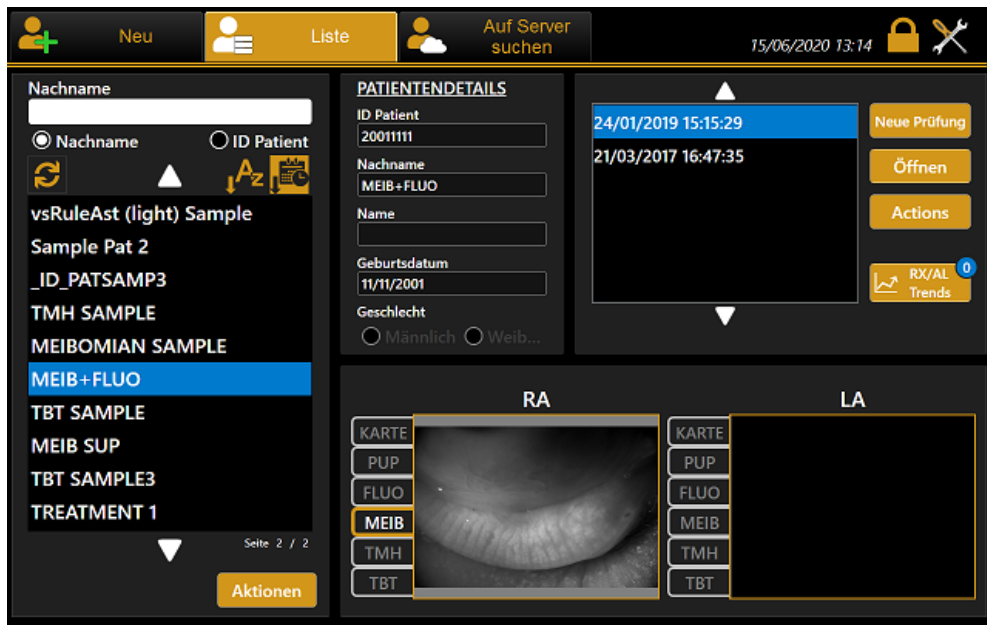 Neu
Liste
Auf Server
suchen
15/06/2020 13:14
Nachname
Nachname
ID Patient
AZ
vsRuleAst (light) Sample
Sample Pat 2
_ID_PATSAMP3
TMH SAMPLE
MEIBOMIAN SAMPLE
MEIB+FLUO
TBT SAMPLE
MEIB SUP
TBT SAMPLE3
TREATMENT 1
Seite 2 / 2
Aktionen
PATIENTENDETAILS
ID Patient
20011111
Nachname
MEIB+FLUO
Name
Geburtsdatum
11/11/2001
Geschlecht
Männlich
Weib...
24/01/2019 15:15:29
21/03/2017 16:47:35
Neue Prüfung
Öffnen
Actions
0
RX/AL
Trends
RA
KARTE
PUP
FLUO
MEIB
TMH
TBT
LA
KARTE
PUP
FLUO
MEIB
TMH
TBT